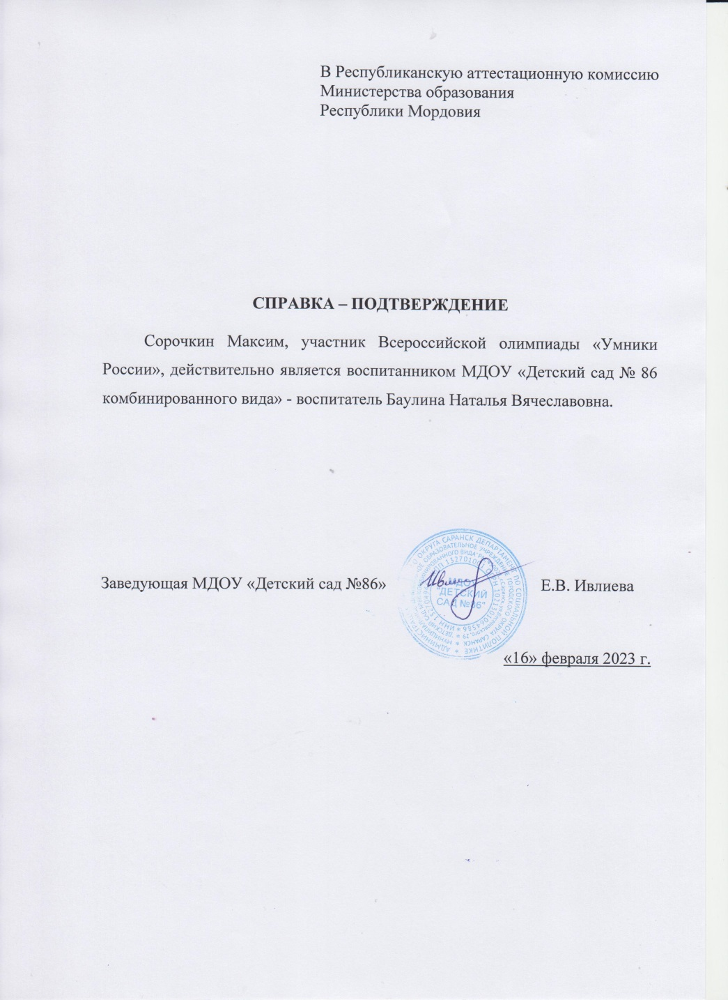 В Республиканскую аттестационную комиссию
Министерства образования
Республики Мордовия
СПРАВКА – ПОДТВЕРЖДЕНИЕ
Сорочкин Максим, участник Всероссийской олимпиады «Умники
России», действительно является воспитанником МДОУ «Детский сад № 86
комбинированного вида» - воспитатель Баулина Наталья Вячеславовна.
Заведующая МДОУ «Детский сад №86»
МДОУ
"ДЕТСКИЙ
САД №86"
Е.В. Ивлиева
«16» февраля 2023 г.